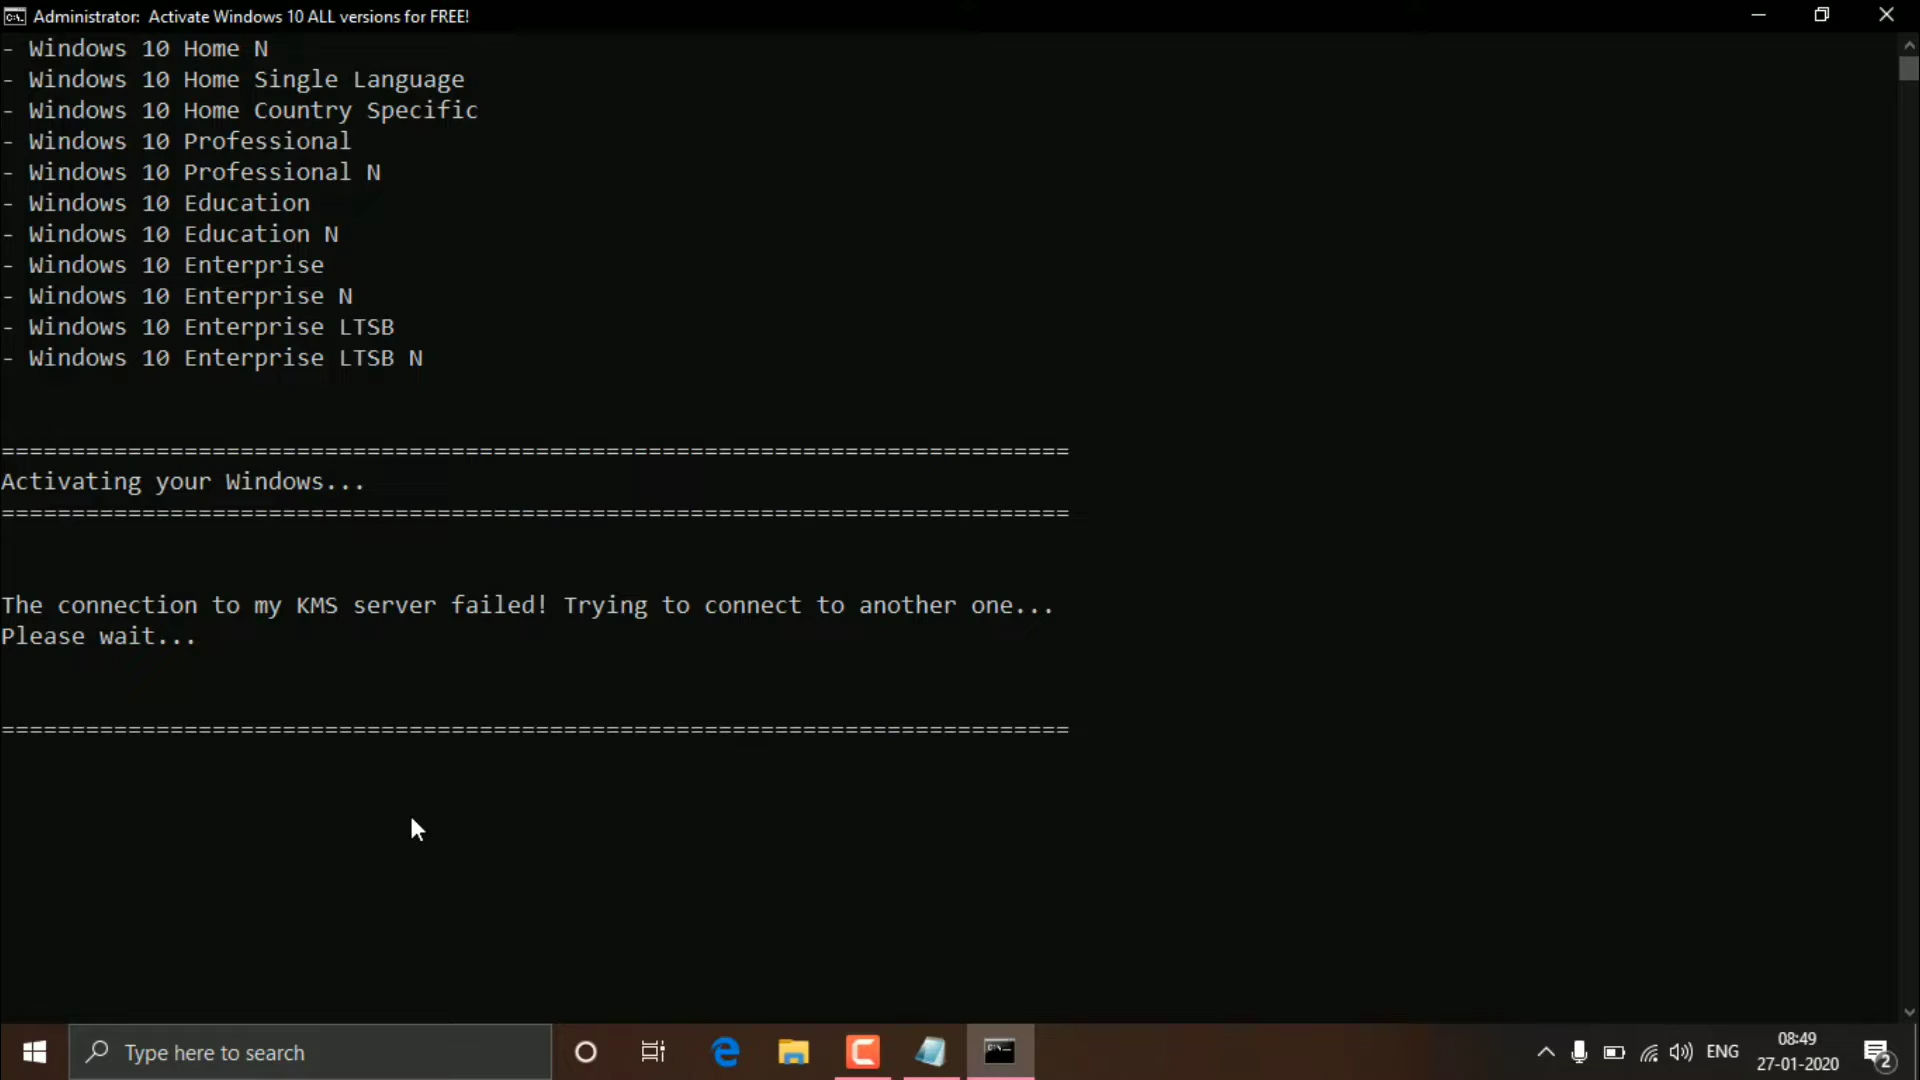 Administrator:  Activate Windows 10 ALL versions for FREE!
- Windows 10 Home N
- Windows 10 Home Single Language
- Windows 10 Home Country Specific
- Windows 10 Professional
- Windows 10 Professional N
- Windows 10 Education
- Windows 10 Education N
- Windows 10 Enterprise
- Windows 10 Enterprise N
- Windows 10 Enterprise LTSB
- Windows 10 Enterprise LTSB N
============================================================================
Activating your Windows...
============================================================================
The connection to my KMS server failed! Trying to connect to another one...
Please wait...
============================================================================
Type here to search
ENG
08:49
27-01-2020
2